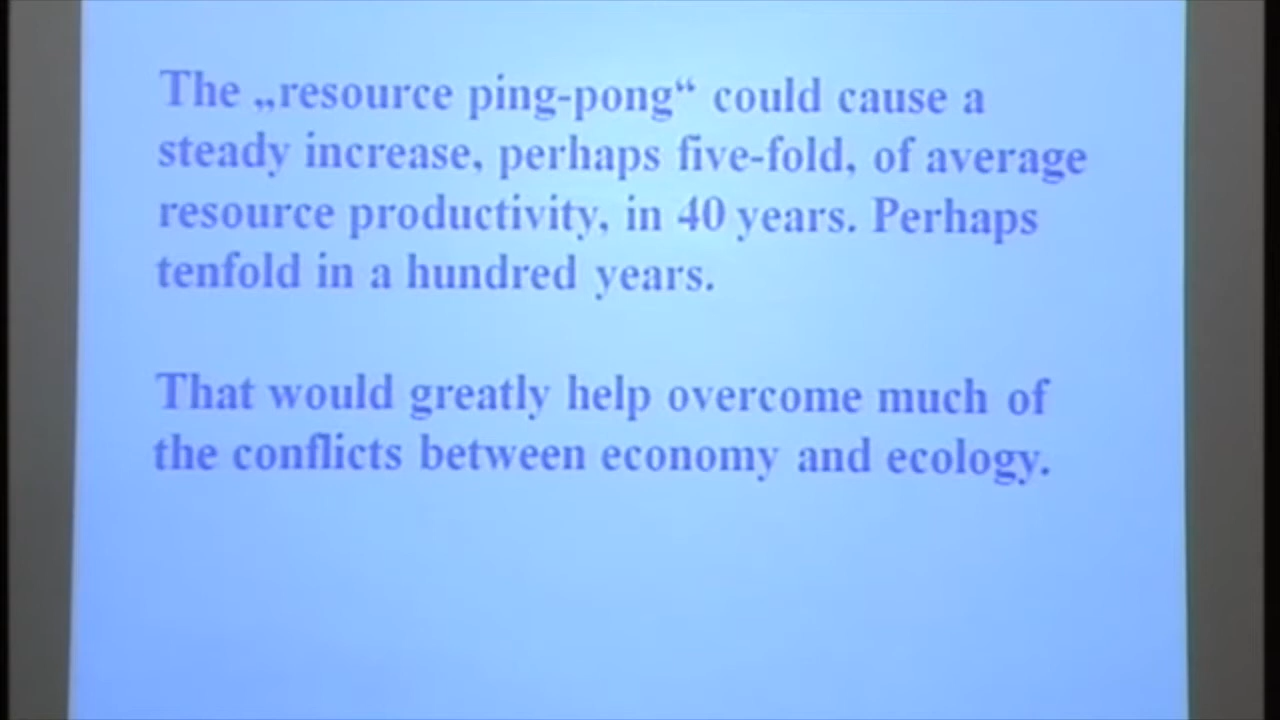 The „resource ping-pong“ could cause a
steady increase, perhaps five-fold, of average
resource productivity, in 40 years. Perhaps
tenfold in a hundred years.
That would greatly help overcome much of
the conflicts between economy and ecology.